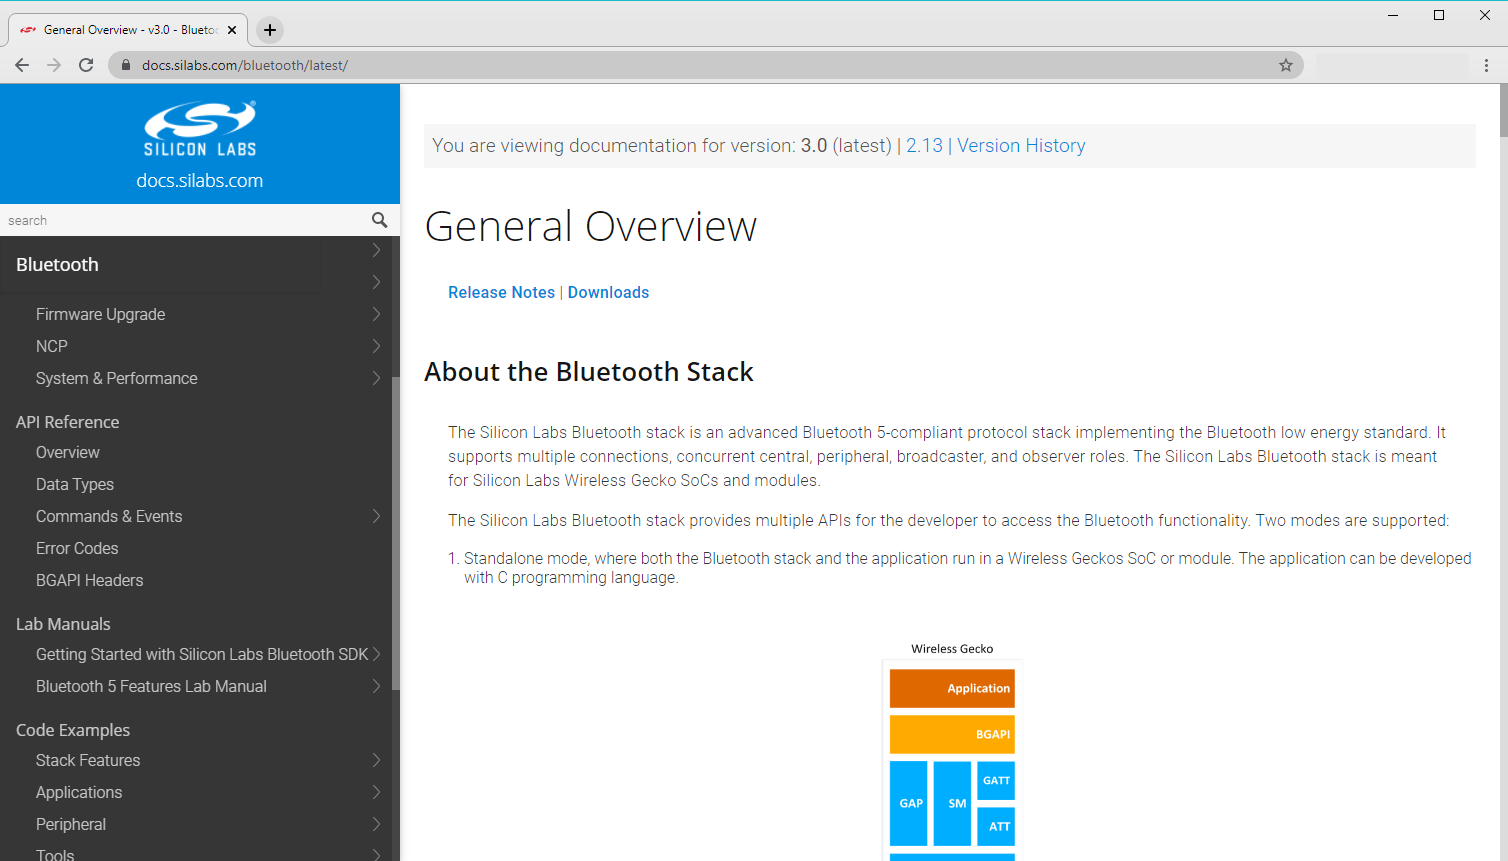 General Overview - v3.0 - Blueto
docs.silabs.com/bluetooth/latest/
SILICON LABS
docs.silabs.com
search
Bluetooth
Firmware Upgrade
NCP
System & Performance
API Reference
Overview
Data Types
Commands & Events
Error Codes
BGAPI Headers
Lab Manuals
Getting Started with Silicon Labs Bluetooth SDK
Bluetooth 5 Features Lab Manual
Code Examples
Stack Features
Applications
Peripheral
Tools
You are viewing documentation for version: 3.0 (latest) | 2.13 | Version History
General Overview
Release Notes | Downloads
About the Bluetooth Stack
The Silicon Labs Bluetooth stack is an advanced Bluetooth 5-compliant protocol stack implementing the Bluetooth low energy standard. It
supports multiple connections, concurrent central, peripheral, broadcaster, and observer roles. The Silicon Labs Bluetooth stack is meant
for Silicon Labs Wireless Gecko SoCs and modules.
The Silicon Labs Bluetooth stack provides multiple APIs for the developer to access the Bluetooth functionality. Two modes are supported:
1. Standalone mode, where both the Bluetooth stack and the application run in a Wireless Geckos SoC or module. The application can be developed
with C programming language.
Wireless Gecko
Application
BGAPI
GAP SM GATT
ATT